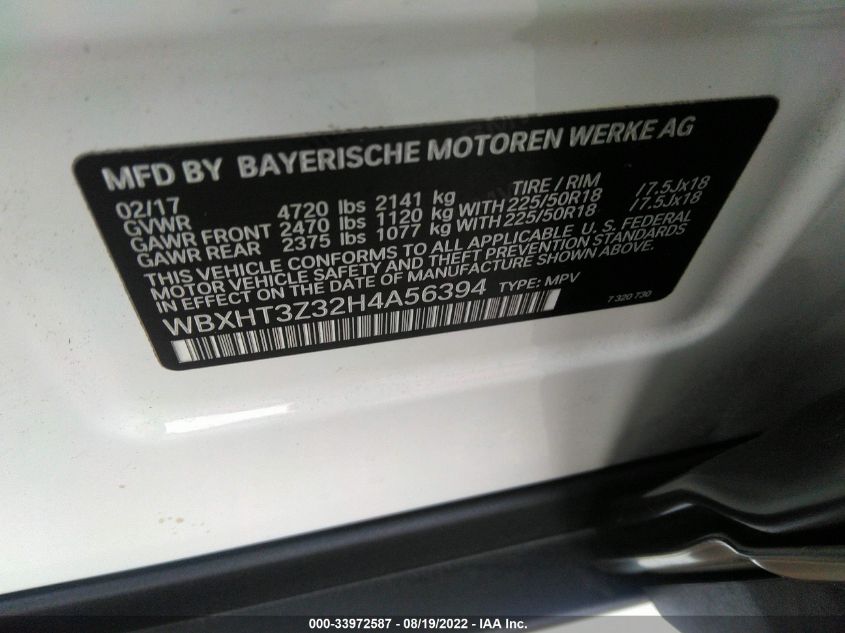 MFD BY BAYERISCHE MOTOREN WERKE AG
02/17 TIRE / RIM
GVWR 4720 lbs 2141 kg
GAWR FRONT 2470 lbs 1120 kg WITH 225/50R18 /7.5Jx18
GAWR REAR 2375 lbs 1077 kg WITH 225/50R18 /7.5Jx18
THIS VEHICLE CONFORMS TO ALL APPLICABLE U. S. FEDERAL
MOTOR VEHICLE SAFETY AND THEFT PREVENTION STANDARDS
IN EFFECT ON THE DATE OF MANUFACTURE SHOWN ABOVE.
WBXHT3Z32H4A56394 TYPE: MPV
7 320 730
000-33972587 - 08/19/2022 - IAA Inc.